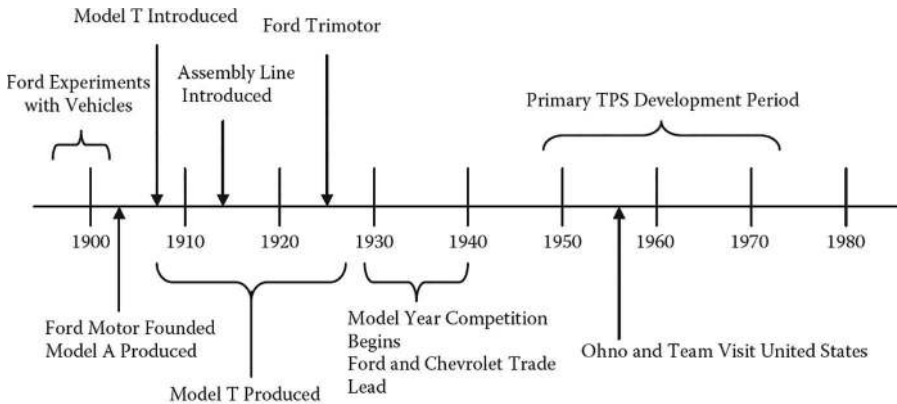 Model T Introduced
Ford Trimotor
Ford Experiments
with Vehicles
Assembly Line
Introduced
Primary TPS Development Period
1900
1910
1920
1930
1940
1950
1960
1970
1980
Ford Motor Founded
Model A Produced
Model T Produced
Model Year Competition
Begins
Ford and Chevrolet Trade
Lead
Ohno and Team Visit United States